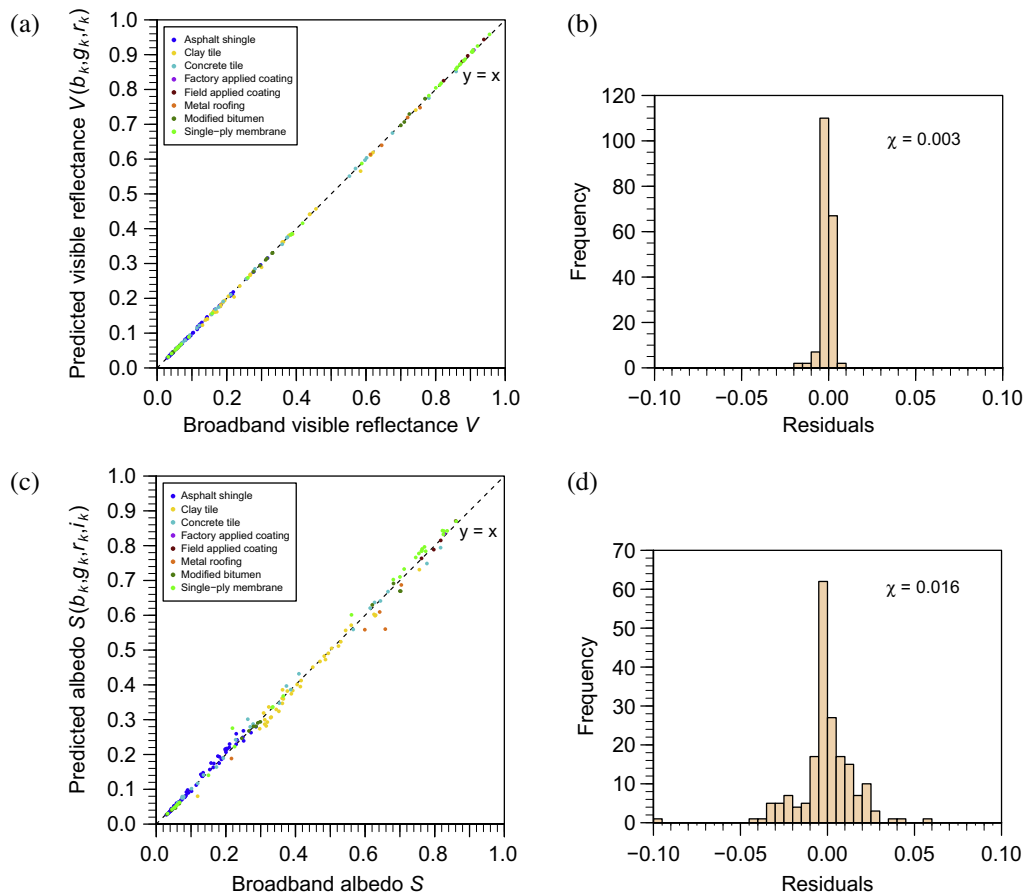 (a)
Predicted visible reflectance V(bk,gk,rk)
1.0
0.9
0.8
0.7
0.6
0.5
0.4
0.3
0.2
0.1
0.0
Asphalt shingle
Clay tile
Concrete tile
Factory applied coating
Field applied coating
Metal roofing
Modified bitumen
Single−ply membrane
y = x
0.0 0.2 0.4 0.6 0.8 1.0
Broadband visible reflectance V
(b)
Frequency
120
100
80
60
40
20
0
χ = 0.003
−0.10 −0.05 0.00 0.05 0.10
Residuals
(c)
Predicted albedo S(bk,gk,rk,ik)
1.0
0.9
0.8
0.7
0.6
0.5
0.4
0.3
0.2
0.1
0.0
Asphalt shingle
Clay tile
Concrete tile
Factory applied coating
Field applied coating
Metal roofing
Modified bitumen
Single−ply membrane
y = x
0.0 0.2 0.4 0.6 0.8 1.0
Broadband albedo S
(d)
Frequency
70
60
50
40
30
20
10
0
χ = 0.016
−0.10 −0.05 0.00 0.05 0.10
Residuals